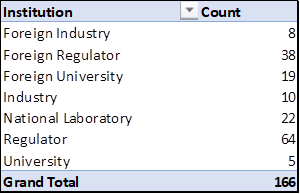 Institution Count
Foreign Industry 8
Foreign Regulator 38
Foreign University 19
Industry 10
National Laboratory 22
Regulator 64
University 5
Grand Total 166